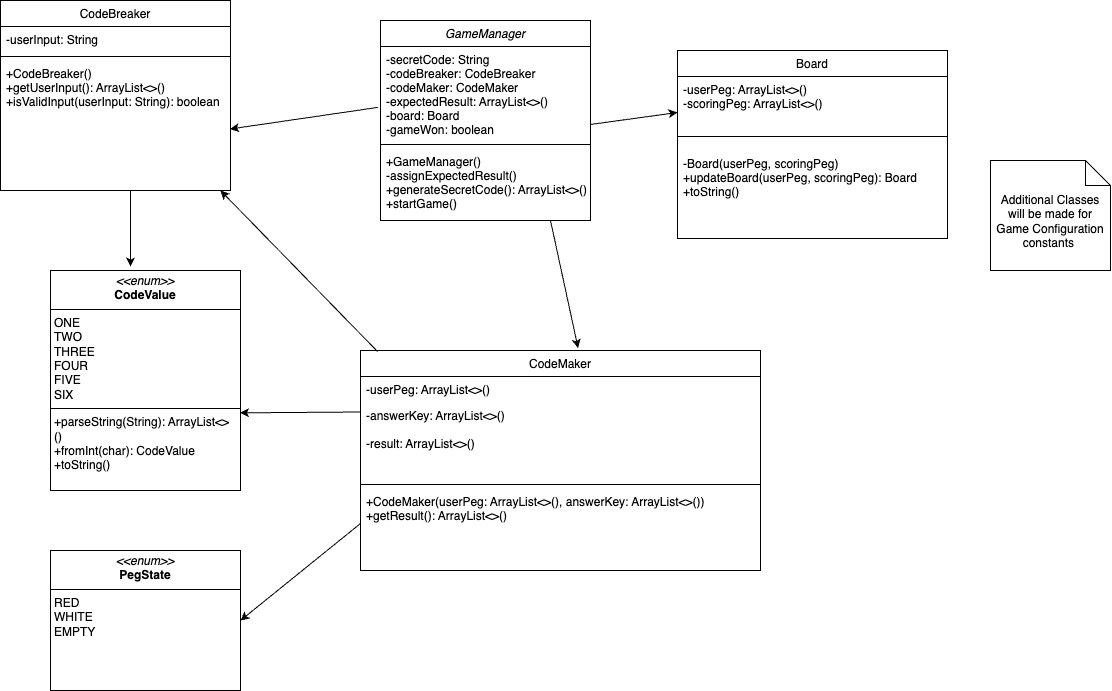 CodeBreaker
-userInput: String
+CodeBreaker()
+getUserInput(): ArrayList<>()
+isValidInput(userInput: String): boolean
GameManager
-secretCode: String
-codeBreaker: CodeBreaker
-codeMaker: CodeMaker
-expectedResult: ArrayList<>()
-board: Board
-gameWon: boolean
+GameManager()
-assignExpectedResult()
+generateSecretCode(): ArrayList<>()
+startGame()
Board
-userPeg: ArrayList<>()
-scoringPeg: ArrayList<>()
-Board(userPeg, scoringPeg)
+updateBoard(userPeg, scoringPeg): Board
+toString()
Additional Classes
will be made for
Game Configuration
constants
<<enum>>
CodeValue
ONE
TWO
THREE
FOUR
FIVE
SIX
+parseString(String): ArrayList<>
()
+fromInt(char): CodeValue
+toString()
CodeMaker
-userPeg: ArrayList<>()
-answerKey: ArrayList<>()
-result: ArrayList<>()
+CodeMaker(userPeg: ArrayList<>(), answerKey: ArrayList<>())
+getResult(): ArrayList<>()
<<enum>>
PegState
RED
WHITE
EMPTY